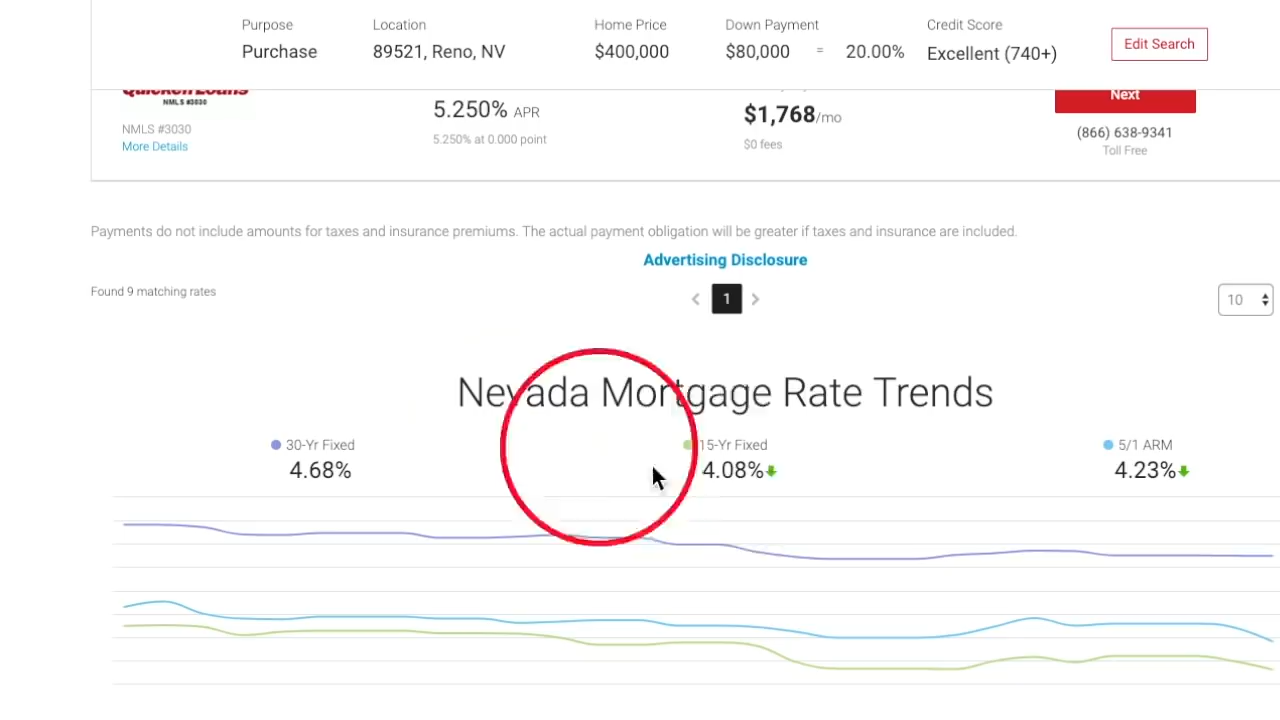 Purpose Location Home Price Down Payment Credit Score
Purchase 89521, Reno, NV $400,000 $80,000 = 20.00% Excellent (740+) Edit Search
Quicken Loans
NMLS #3030
NMLS #3030
More Details
5.250% APR
5.250% at 0.000 point
$1,768/mo
$0 fees
Next
(866) 638-9341
Toll Free
Payments do not include amounts for taxes and insurance premiums. The actual payment obligation will be greater if taxes and insurance are included.
Advertising Disclosure
Found 9 matching rates 1 10
Nevada Mortgage Rate Trends
30-Yr Fixed 15-Yr Fixed 5/1 ARM
4.68% 4.08% 4.23%